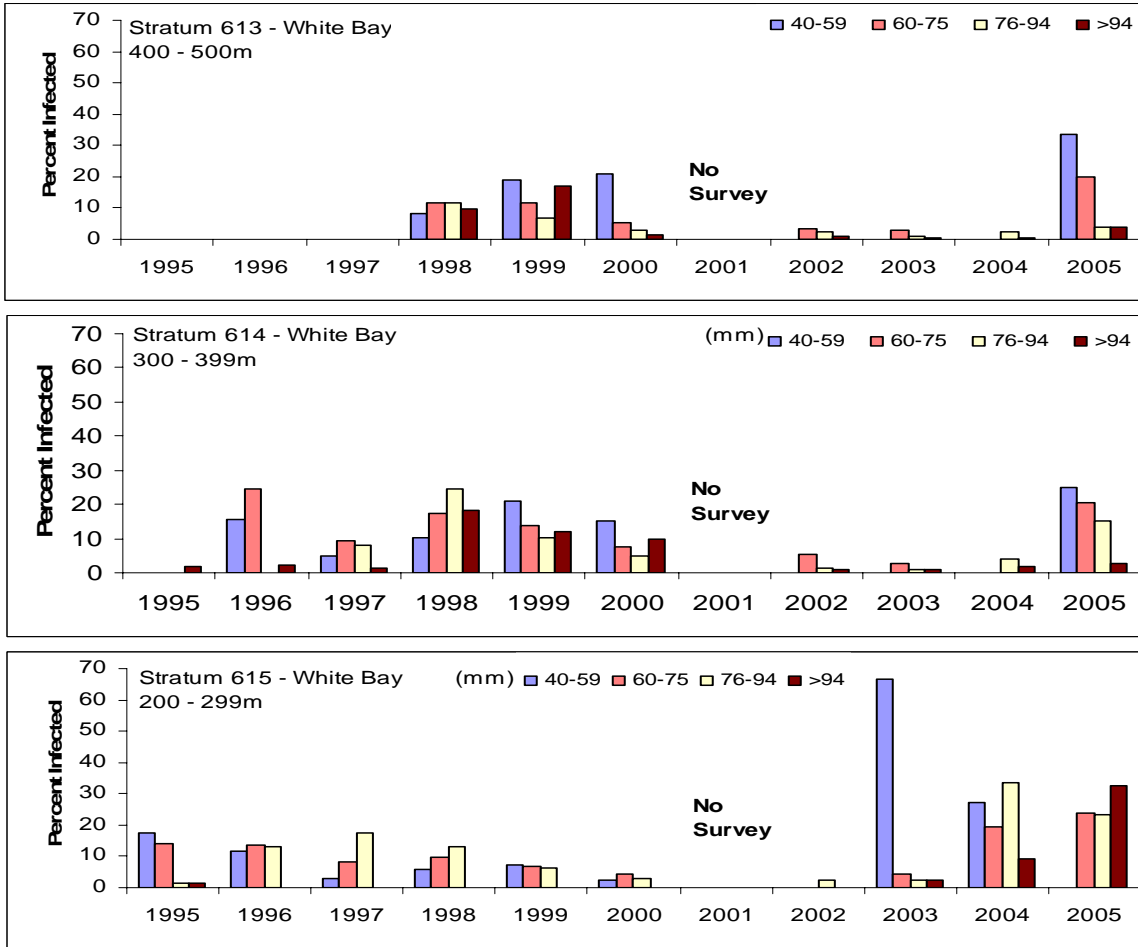 Stratum 613 - White Bay
400 - 500m
40-59 60-75 76-94 >94
Percent Infected
70
60
50
40
30
20
10
0
No
Survey
1995 1996 1997 1998 1999 2000 2001 2002 2003 2004 2005
Stratum 614 - White Bay
300 - 399m
(mm) 40-59 60-75 76-94 >94
Percent Infected
70
60
50
40
30
20
10
0
No
Survey
1995 1996 1997 1998 1999 2000 2001 2002 2003 2004 2005
Stratum 615 - White Bay
200 - 299m
(mm) 40-59 60-75 76-94 >94
Percent Infected
70
60
50
40
30
20
10
0
No
Survey
1995 1996 1997 1998 1999 2000 2001 2002 2003 2004 2005